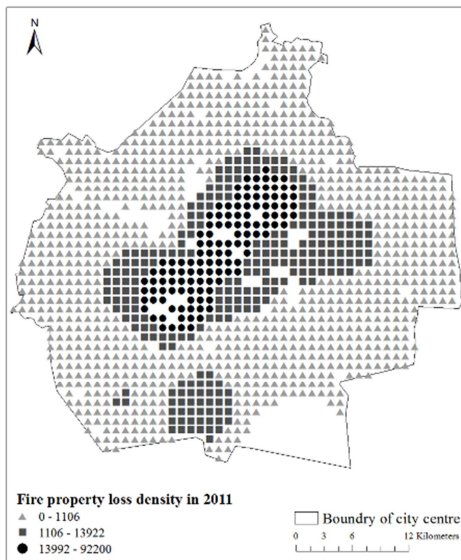 N
Fire property loss density in 2011
0 - 1106
1106 - 13922
13992 - 92200
Boundry of city centre
0 3 6 12 Kilometers